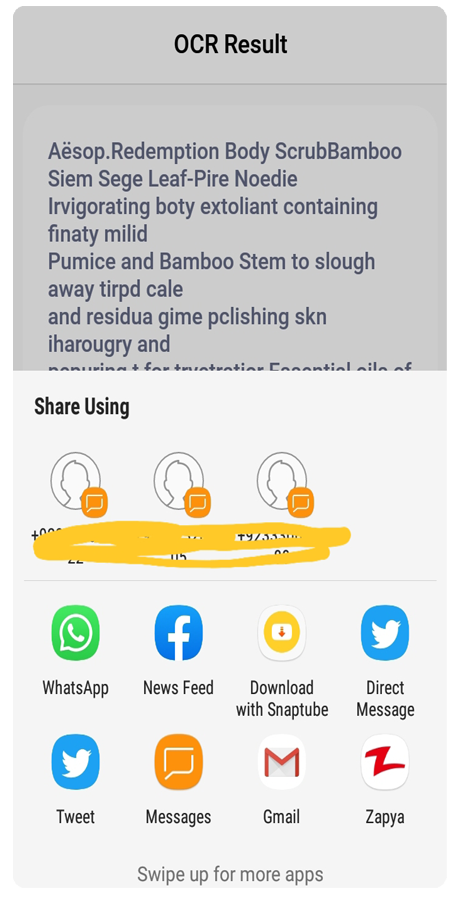 OCR Result
Aësop.Redemption Body ScrubBamboo
Siem Sege Leaf-Pire Noedie
Irvigorating boty extoliant containing
finaty milid
Pumice and Bamboo Stem to slough
away tirpd cale
and residua gime pclishing skn
iharougry and
Share Using
WhatsApp
News Feed
Download
with Snaptube
Direct
Message
Tweet
Messages
Gmail
Zapya
Swipe up for more apps